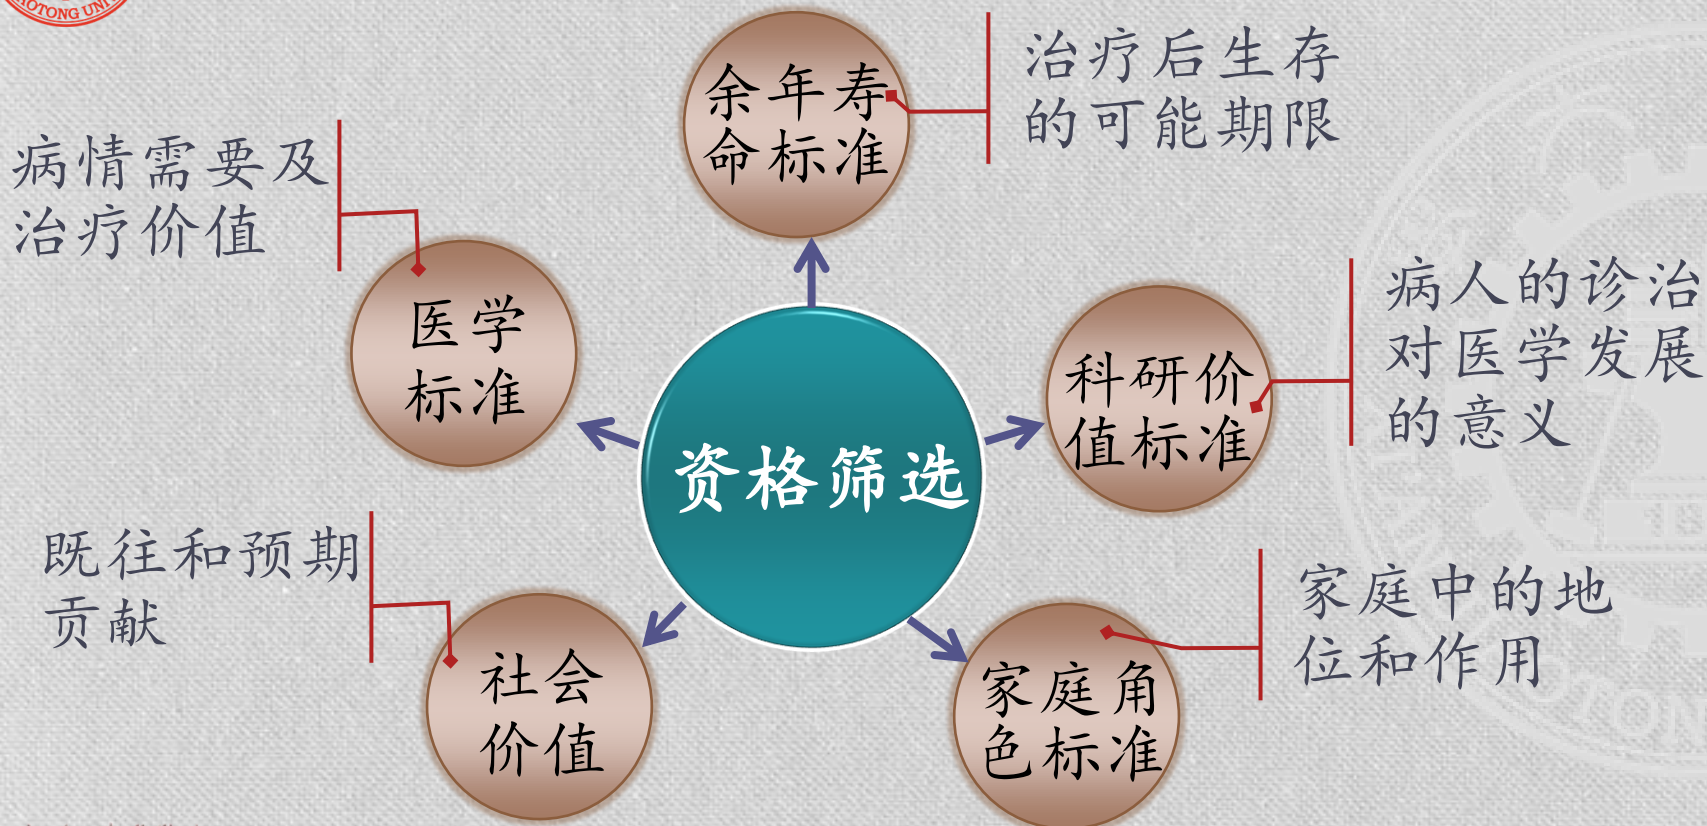 OTONG UNI
余年寿
命标准
治疗后生存
的可能期限
病情需要及
治疗价值
医学
标准
病人的诊治
对医学发展
的意义
科研价
值标准
资格筛选
既往和预期
贡献
社会
价值
家庭中的地
位和作用
家庭角
色标准